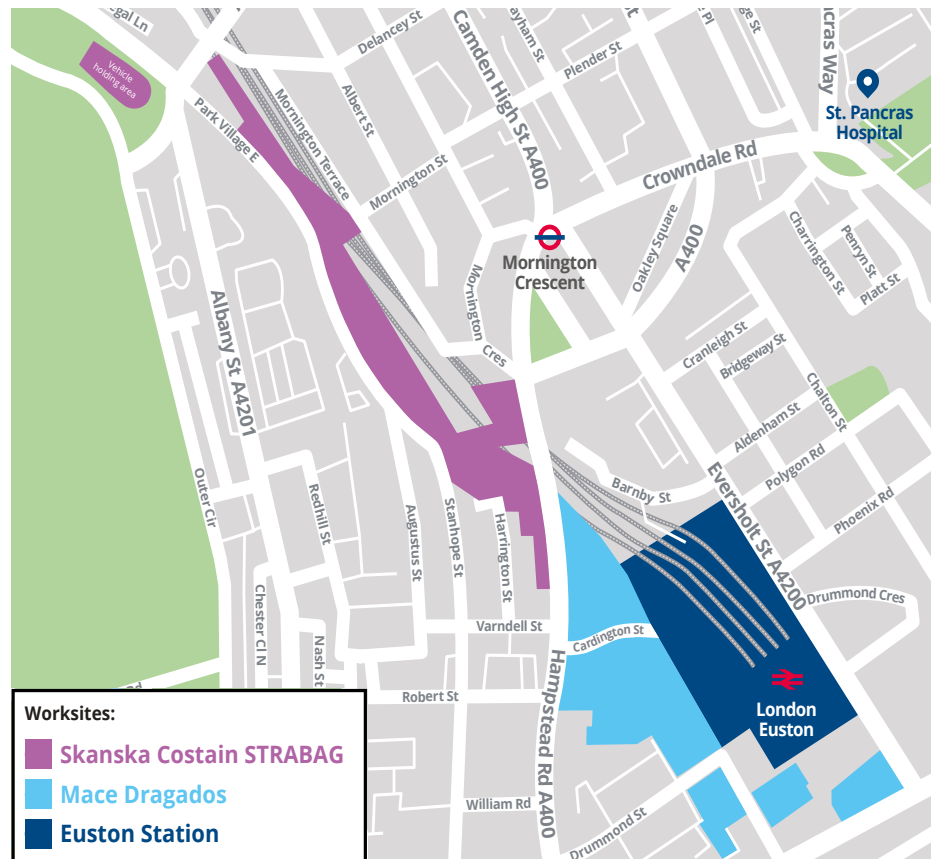 Delancey St
Plender St
Camden High St A400
St. Pancras
Hospital
Vehicle
holding area
Park Village E
Mornington Terrace
Albert St
Mornington St
Crowndale Rd
Mornington
Crescent
Oakley Square
A400
Charrington St
Penryn St
Platt St
Mornington
Cres
Cranleigh St
Bridgeway St
Chalton St
Albany St A4201
Aldenham St
Polygon Rd
Phoenix Rd
Outer Cir
Redhill St
Augustus St
Stanhope St
Harrington St
Barnby St
Eversholt St A4200
Drummond Cres
Chester Cl N
Nash St
Varndell St
Cardington St
Hampstead Rd A400
Robert St
London
Euston
William Rd
Drummond St
Worksites:
Skanska Costain STRABAG
Mace Dragados
Euston Station